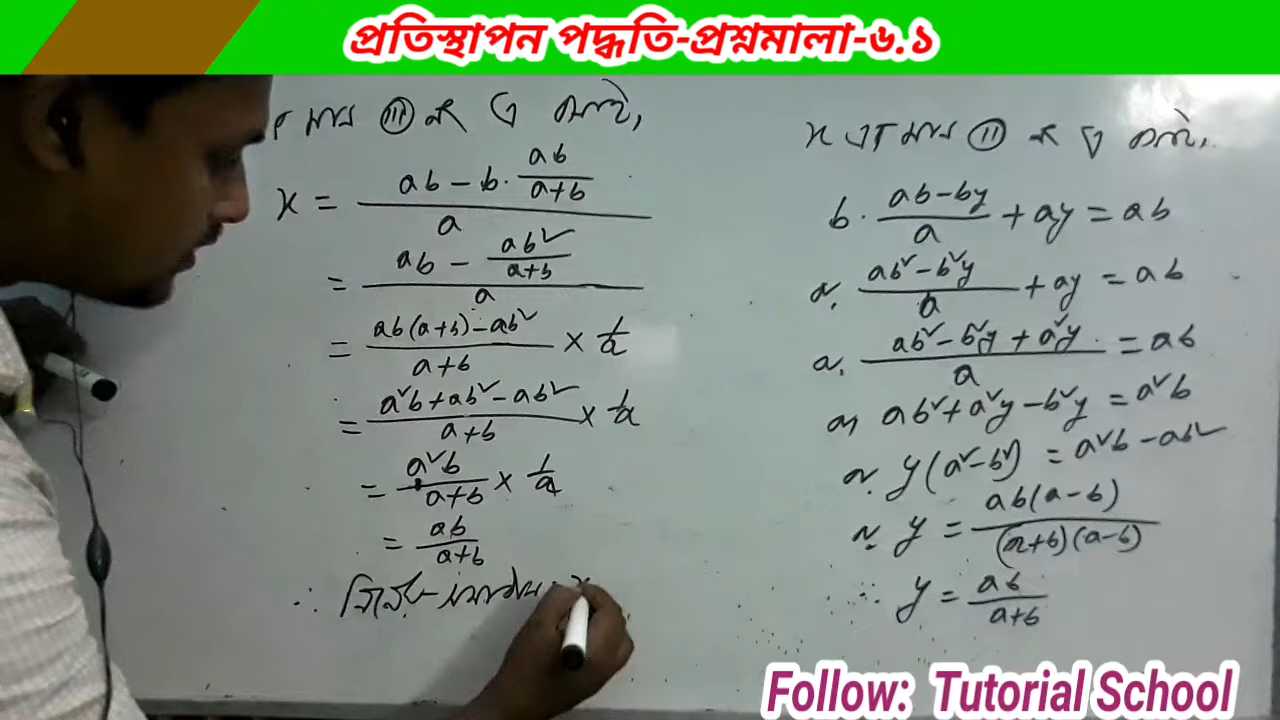 প্রতিস্থাপন পদ্ধতি-প্রশ্নমালা-৬.১
মান (III) নং এ বসাই,
x = (ab - b. ab/(a+b))/a
= (ab - ab²/(a+b))/a
= (ab(a+b) - ab²)/(a+b) × 1/a
= (a²b + ab² - ab²)/(a+b) × 1/a
= a²b/(a+b) × 1/a
= ab/(a+b)
∴ নির্ণেয় সমাধান
x এর মান (II) নং এ বসাই,
b. (ab - by)/a + ay = ab
বা, (ab² - b²y)/a + ay = ab
বা, (ab² - b²y + a²y)/a = ab
বা, ab² + a²y - b²y = a²b
বা, y(a² - b²) = a²b - ab²
বা, y = ab(a-b)/(a+b)(a-b)
∴ y = ab/(a+b)
Follow: Tutorial School